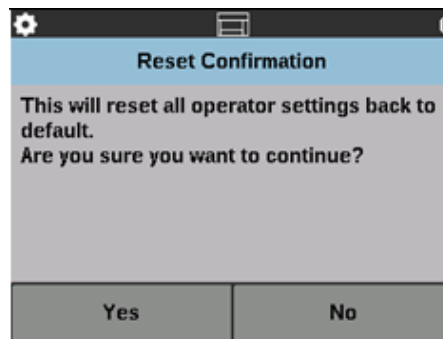 Reset Confirmation
This will reset all operator settings back to
default.
Are you sure you want to continue?
Yes
No